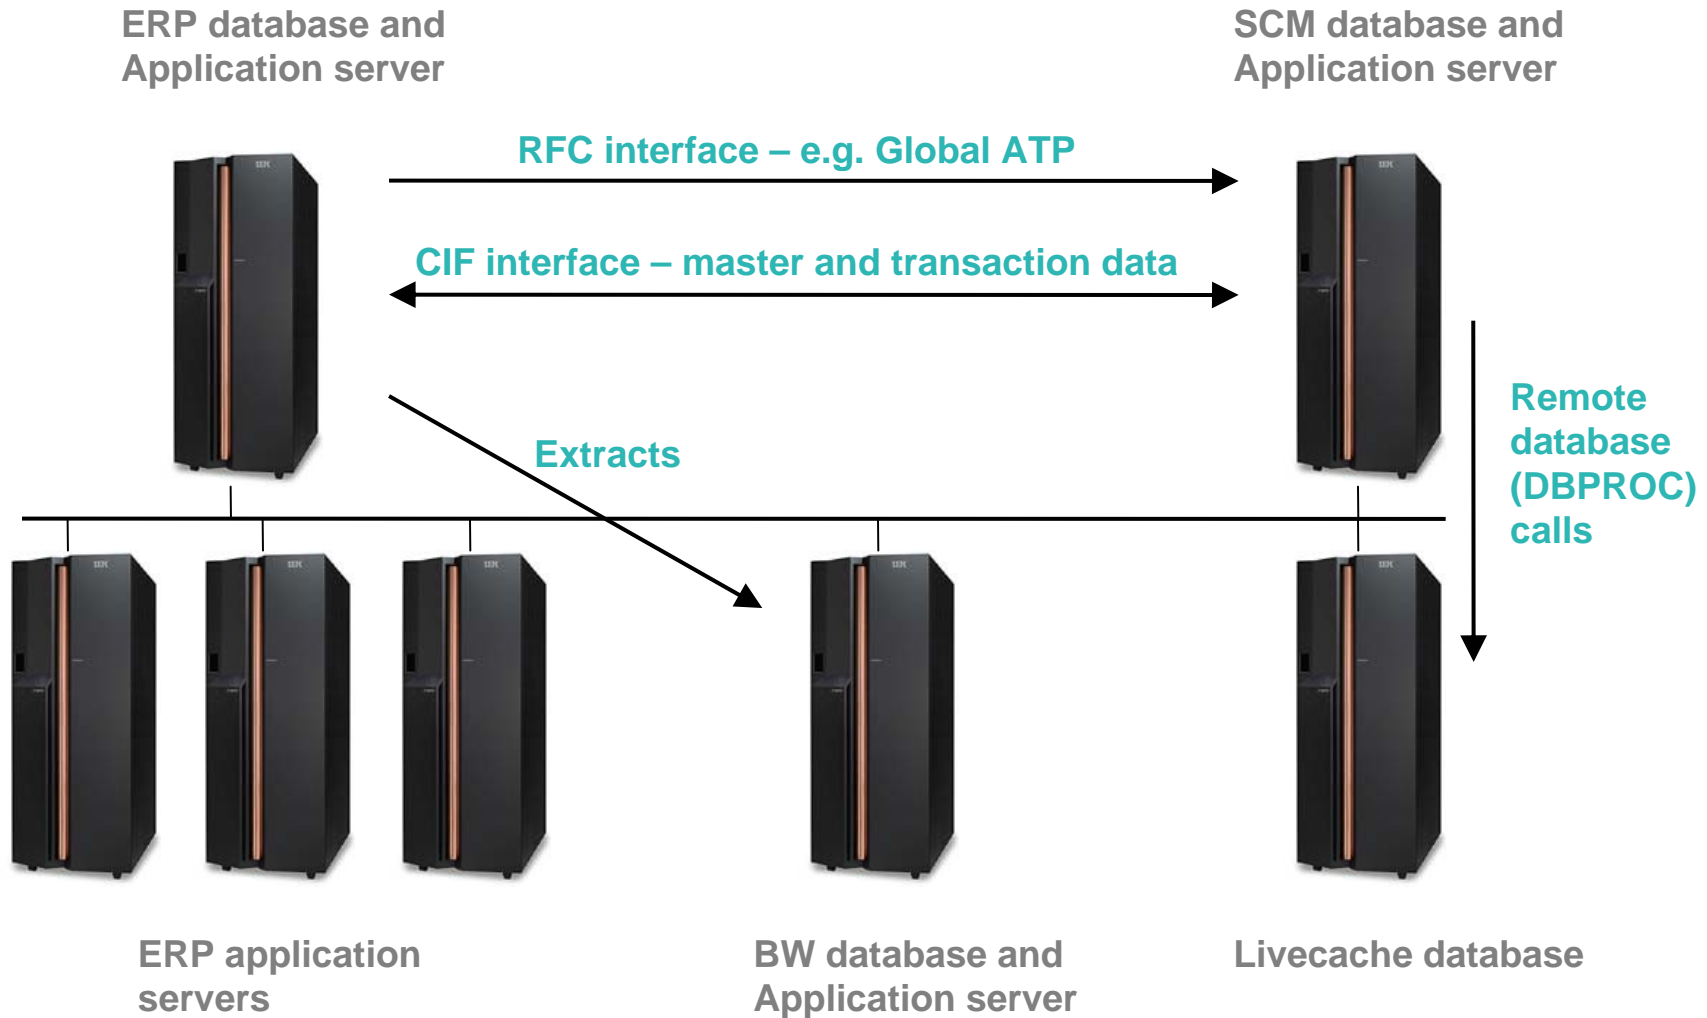 ERP database and
Application server
SCM database and
Application server
RFC interface – e.g. Global ATP
CIF interface – master and transaction data
Extracts
Remote
database
(DBPROC)
calls
ERP application
servers
BW database and
Application server
Livecache database